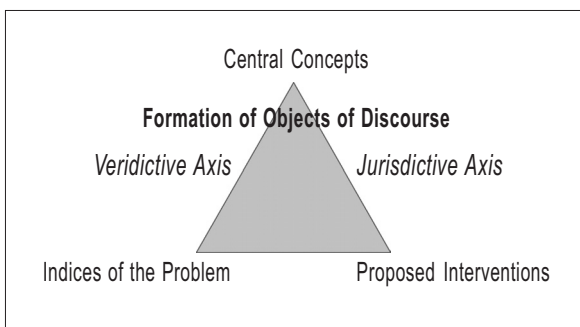 Central Concepts
Formation of Objects of Discourse
Veridictive Axis Jurisdictive Axis
Indices of the Problem Proposed Interventions